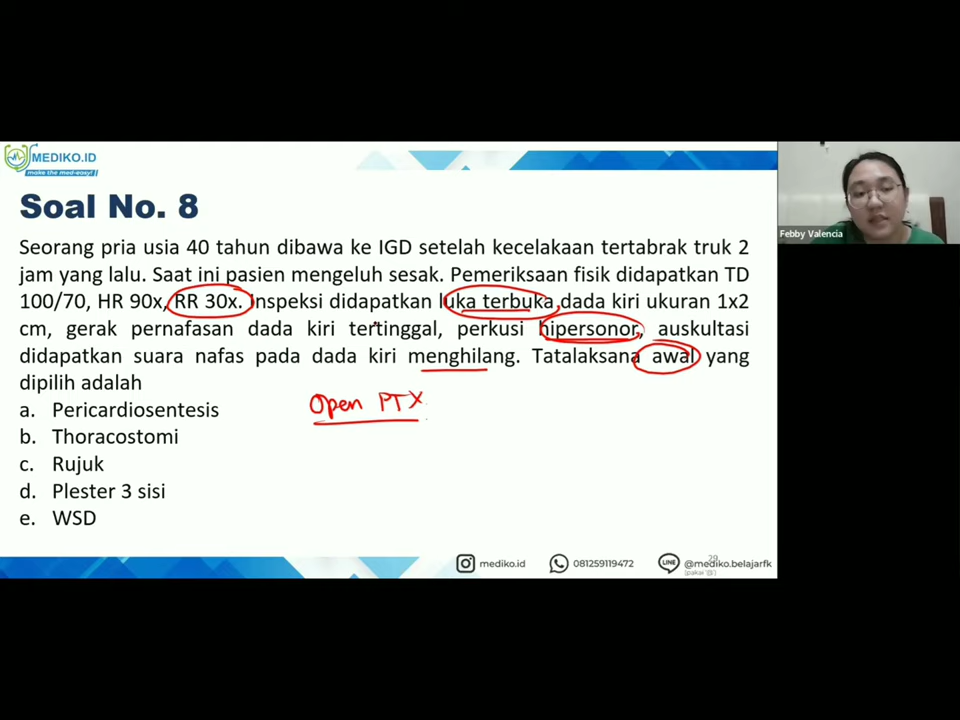 MEDIKO.ID
make the med-easy!
Soal No. 8
Seorang pria usia 40 tahun dibawa ke IGD setelah kecelakaan tertabrak truk 2
jam yang lalu. Saat ini pasien mengeluh sesak. Pemeriksaan fisik didapatkan TD
100/70, HR 90x, RR 30x. Inspeksi didapatkan luka terbuka dada kiri ukuran 1x2
cm, gerak pernafasan dada kiri tertinggal, perkusi hipersonor, auskultasi
didapatkan suara nafas pada dada kiri menghilang. Tatalaksana awal yang
dipilih adalah
a. Pericardiosentesis
b. Thoracostomi
c. Rujuk
d. Plester 3 sisi
e. WSD
Open PTX
Febby Valencia
mediko.id
081259119472
29
@mediko.belajarfk
(pakai '@')